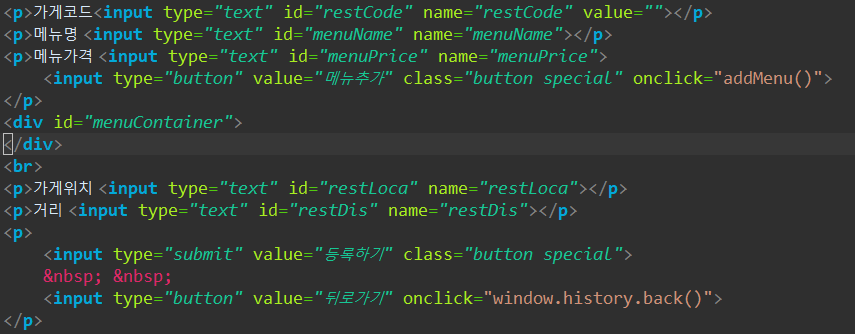 <p>가게코드<input type="text" id="restCode" name="restCode" value=""></p>
<p>메뉴명 <input type="text" id="menuName" name="menuName"></p>
<p>메뉴가격 <input type="text" id="menuPrice" name="menuPrice">
<input type="button" value="메뉴추가" class="button special" onclick="addMenu()">
</p>
<div id="menuContainer">
</div>
<br>
<p>가게위치 <input type="text" id="restLoca" name="restLoca"></p>
<p>거리 <input type="text" id="restDis" name="restDis"></p>
<p>
<input type="submit" value="등록하기" class="button special">
&nbsp; &nbsp;
<input type="button" value="뒤로가기" onclick="window.history.back()">
</p>